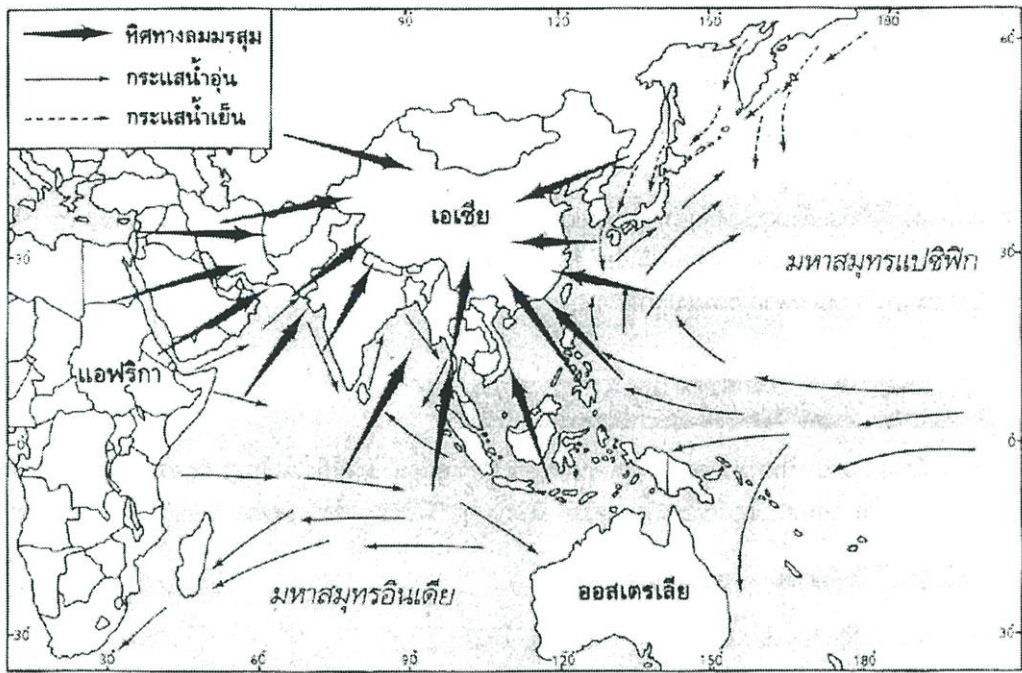 90 120 150 180
60 60
ทิศทางลมมรสุม
กระแสน้ำอุ่น
กระแสน้ำเย็น
เอเชีย
30 30
มหาสมุทรแปซิฟิก
แอฟริกา
0
มหาสมุทรอินเดีย
ออสเตรเลีย
30 30
30 60 90 120 150 180